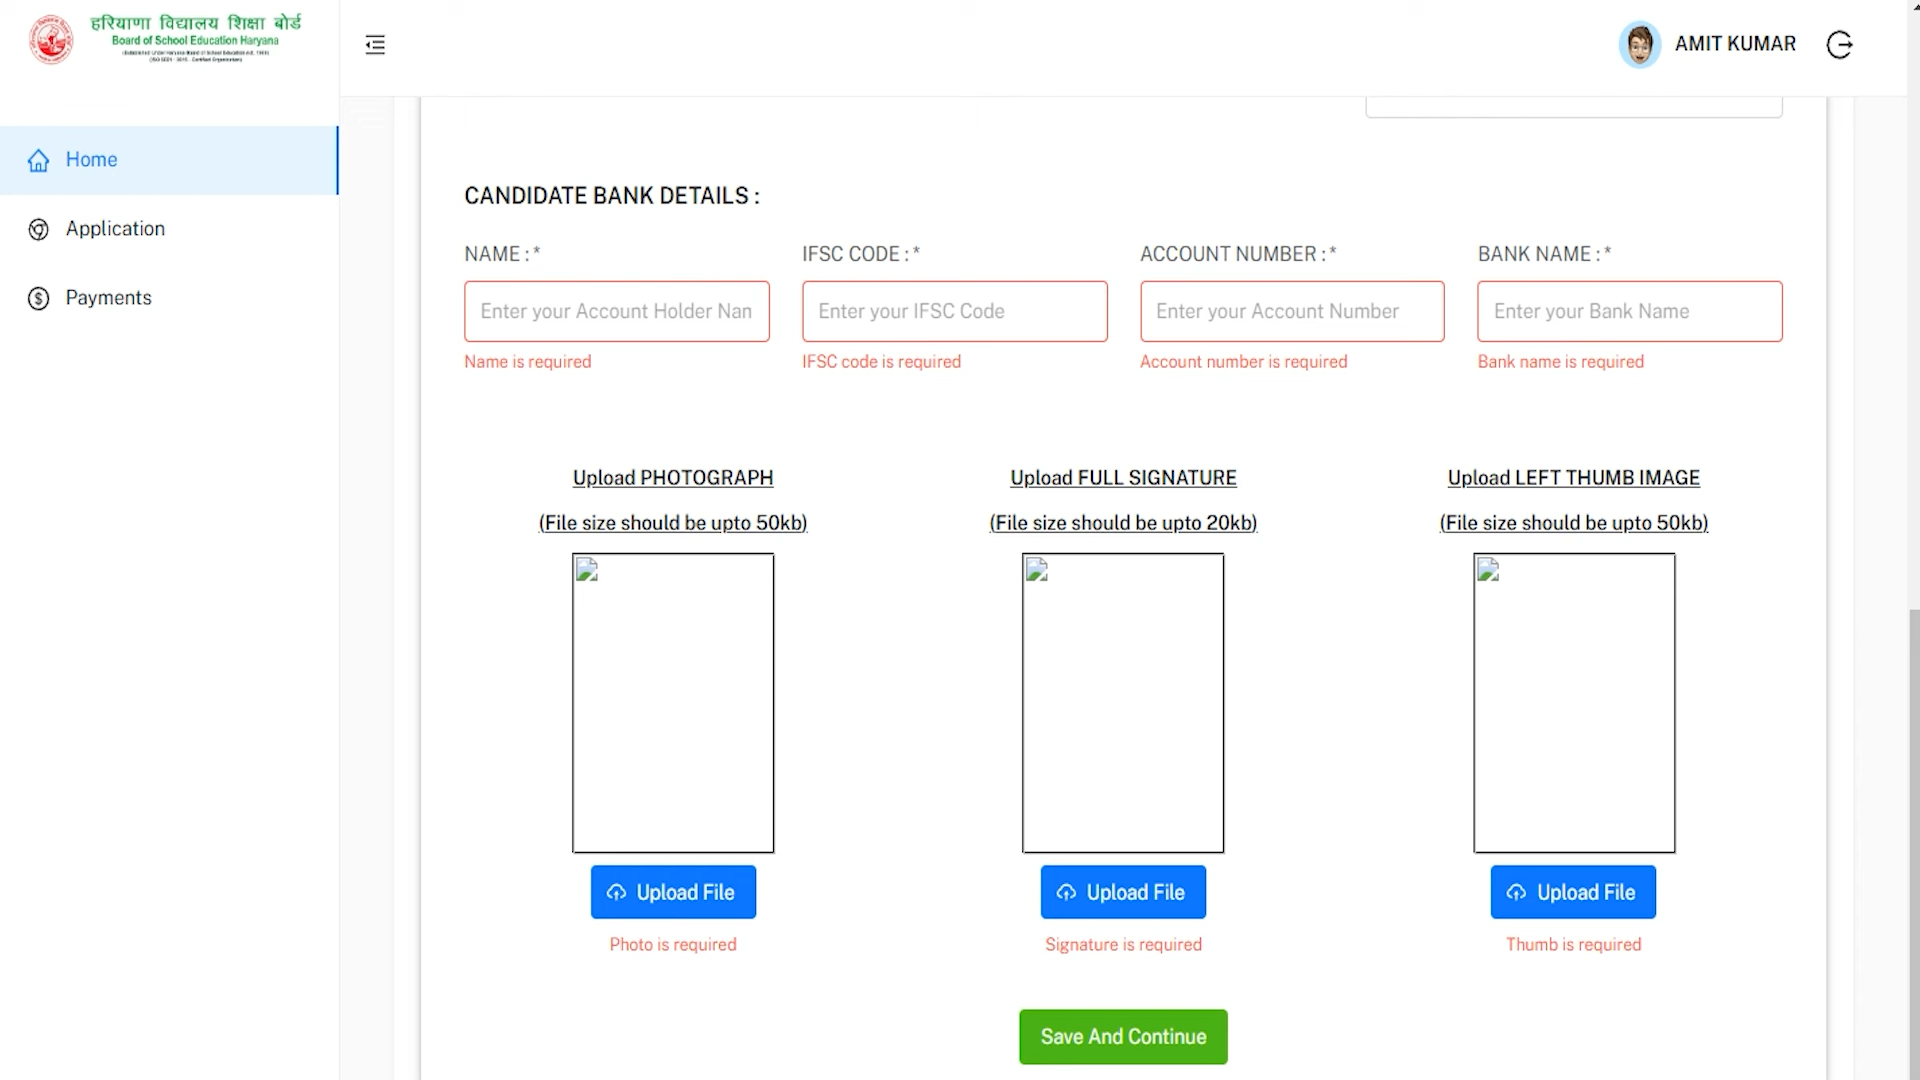 हरियाणा विद्यालय शिक्षा बोर्ड
Board of School Education Haryana
AMIT KUMAR
Home
Application
Payments
CANDIDATE BANK DETAILS :
NAME : * IFSC CODE : * ACCOUNT NUMBER : * BANK NAME : *
Enter your Account Holder Nan Enter your IFSC Code Enter your Account Number Enter your Bank Name
Name is required IFSC code is required Account number is required Bank name is required
Upload PHOTOGRAPH Upload FULL SIGNATURE Upload LEFT THUMB IMAGE
(File size should be upto 50kb) (File size should be upto 20kb) (File size should be upto 50kb)
Upload File Upload File Upload File
Photo is required Signature is required Thumb is required
Save And Continue